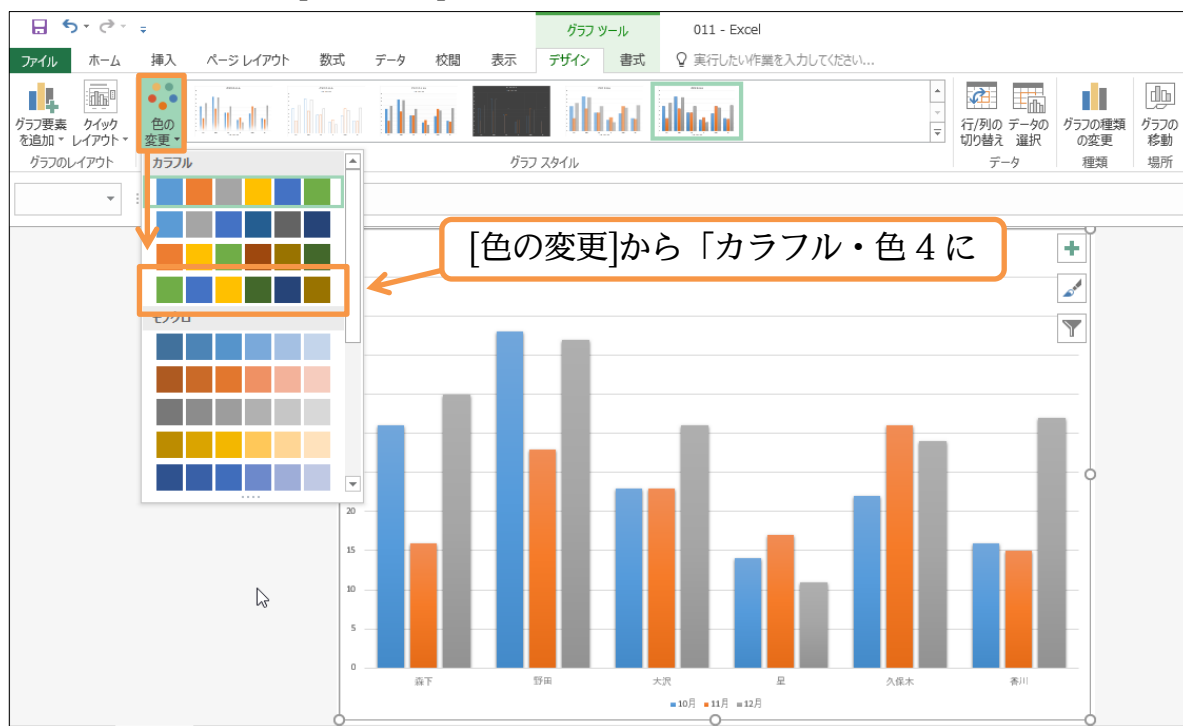 グラフ ツール
011 - Excel
ファイル ホーム 挿入 ページ レイアウト 数式 データ 校閲 表示 デザイン 書式 実行したい作業を入力してください...
グラフ要素
を追加
クイック
レイアウト
色の
変更
行/列の
切り替え
データの
選択
グラフの種類
の変更
グラフの
移動
グラフのレイアウト
グラフ スタイル
データ
種類
場所
カラフル
[色の変更]から「カラフル・色４に
モノクロ
20
15
10
5
0
森下 野田 大沢 星 久保木 香川
10月 11月 12月